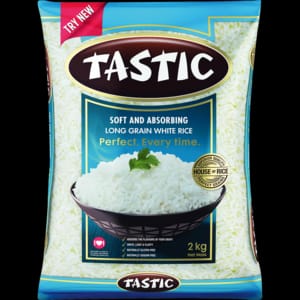 TRY NEW
TASTIC
SOFT AND ABSORBING
LONG GRAIN WHITE RICE
Perfect. Every time.
HOUSE OF RICE
2kg
TASTIC